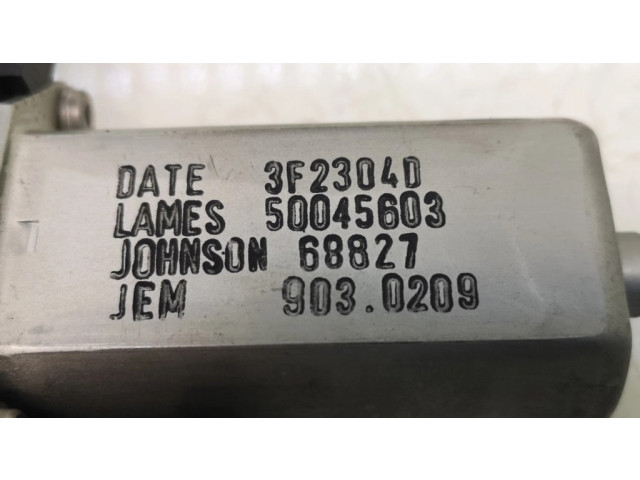 DATE 3F2304D
LAMES 50045603
JOHNSON 68827
JEM 903.0209